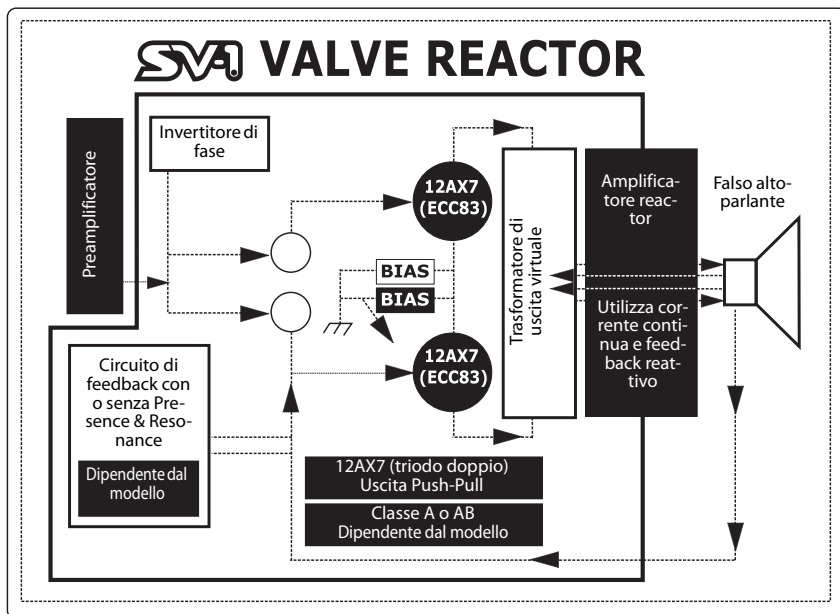 SV-1 VALVE REACTOR
Preamplificatore
Invertitore di
fase
12AX7
(ECC83)
BIAS
BIAS
12AX7
(ECC83)
Trasformatore di
uscita virtuale
Amplifica-
tore reac-
tor
Utilizza cor-
rente conti-
nua e feed-
back reat-
tivo
Falso alto-
parlante
Circuito di
feedback con
o senza Pre-
sence & Reso-
nance
Dipendente dal
modello
12AX7 (triodo doppio)
Uscita Push-Pull
Classe A o AB
Dipendente dal modello